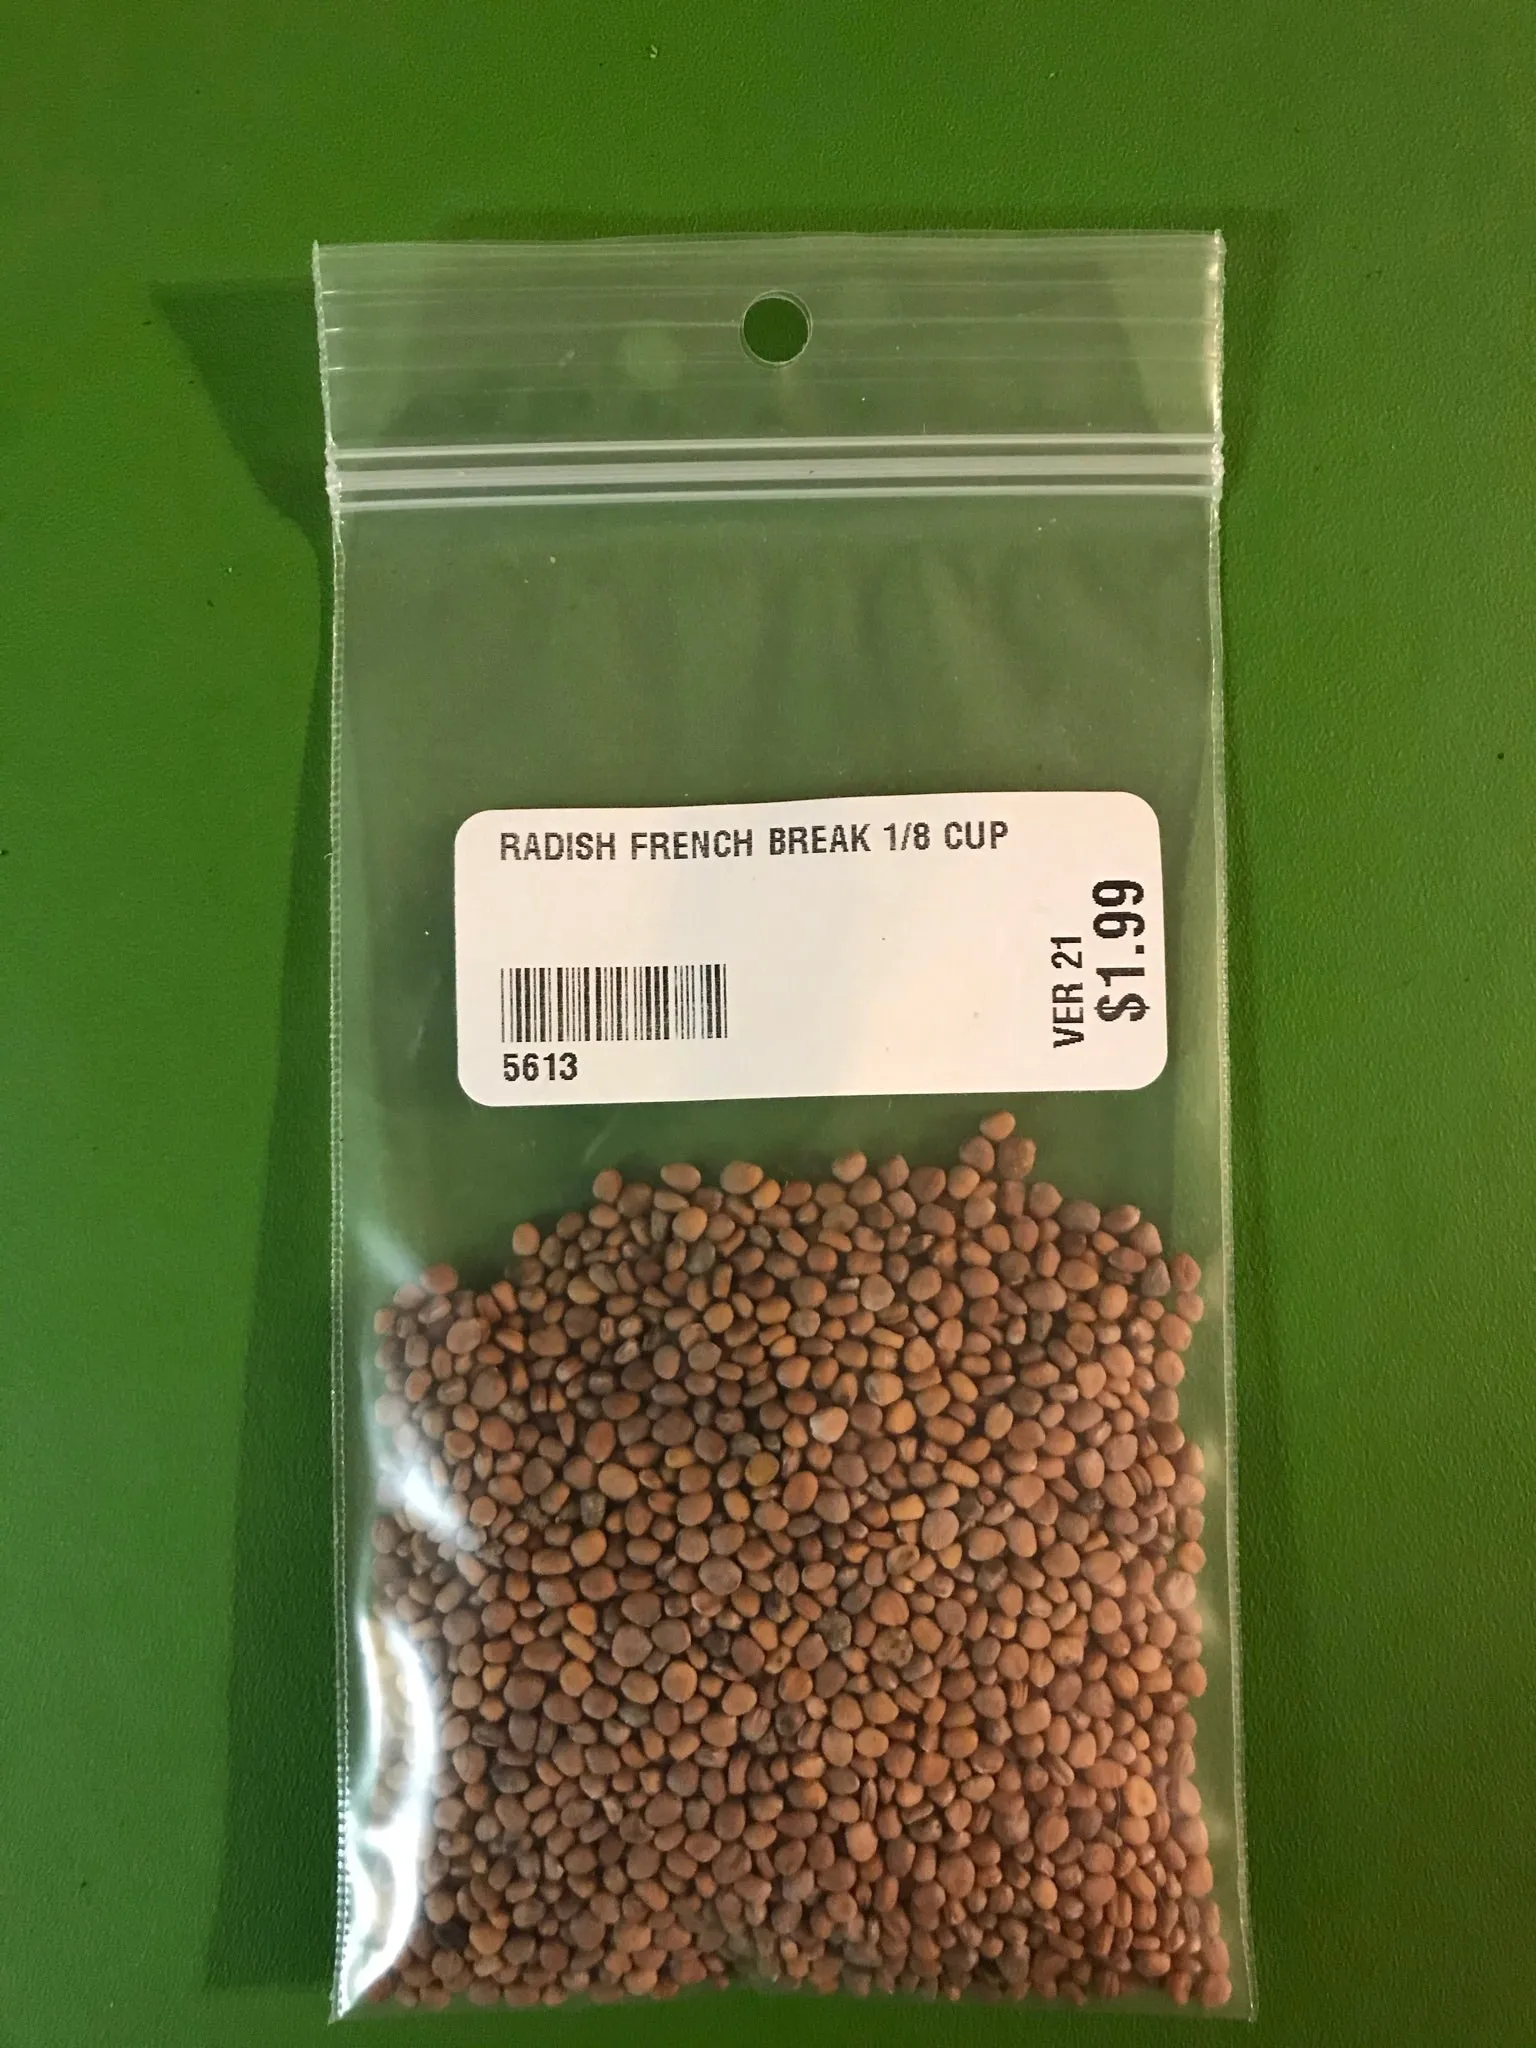 RADISH FRENCH BREAK 1/8 CUP
5613
VER 21
$1.99